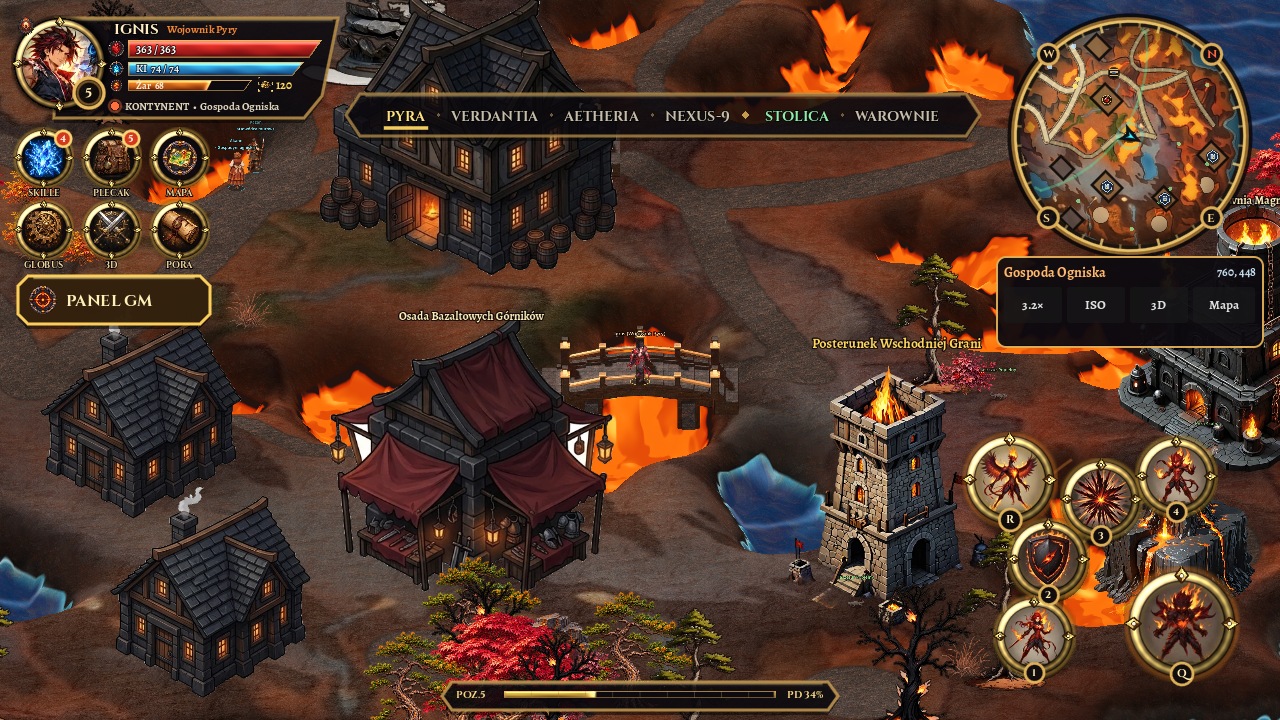 IGNIS Wojownik Pyry
363 / 363
KI 74 / 74
Żar 68
120
5
KONTYNENT • Gospoda Ogniska
PYRA • VERDANTIA • AETHERIA • NEXUS-9 ◆ STOLICA • WAROWNIE
4
5
SKILLE
PLECAK
MAPA
GLOBUS
3D
PORA
PANEL GM
W
N
S
E
Gospoda Ogniska
760, 448
3.2×
ISO
3D
Mapa
Osada Bazaltowych Górników
Posterunek Wschodniej Grani
R
3
4
2
1
Q
POZ.5
PD 34%